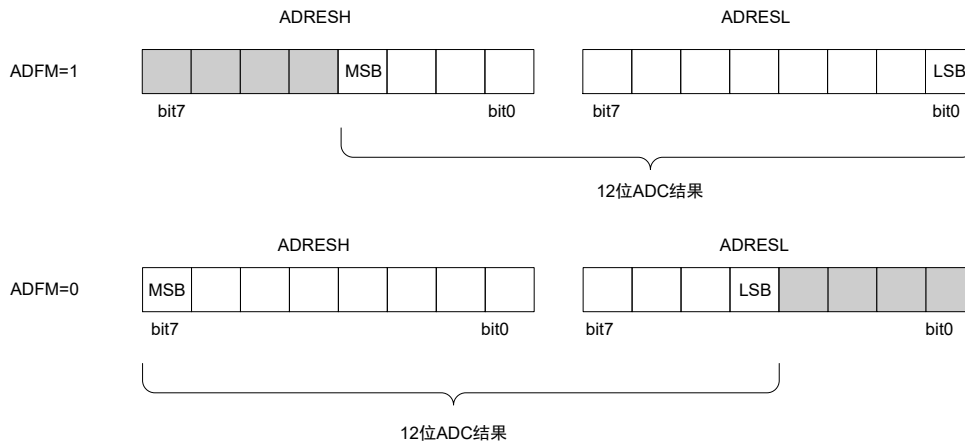 ADRESH ADRESL
ADFM=1 MSB LSB
bit7 bit0 bit7 bit0
12位ADC结果
ADRESH ADRESL
ADFM=0 MSB LSB
bit7 bit0 bit7 bit0
12位ADC结果